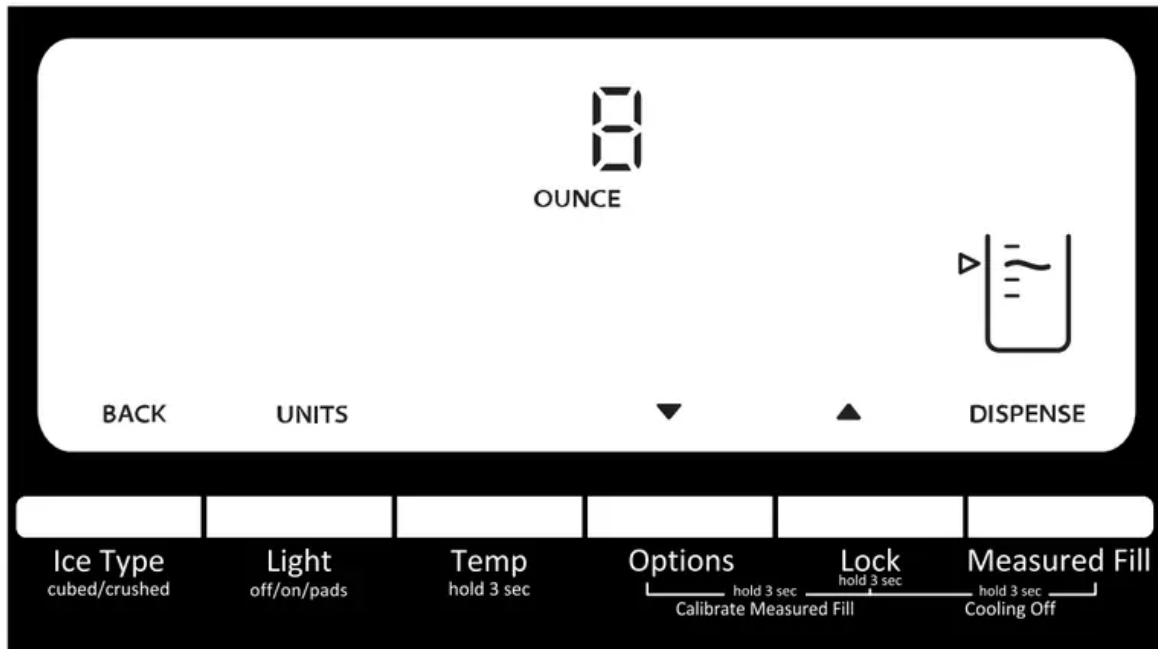 8
OUNCE
BACK UNITS ▼ ▲ DISPENSE
Ice Type Light Temp Options Lock Measured Fill
cubed/crushed off/on/pads hold 3 sec hold 3 sec
hold 3 sec hold 3 sec
Calibrate Measured Fill Cooling Off